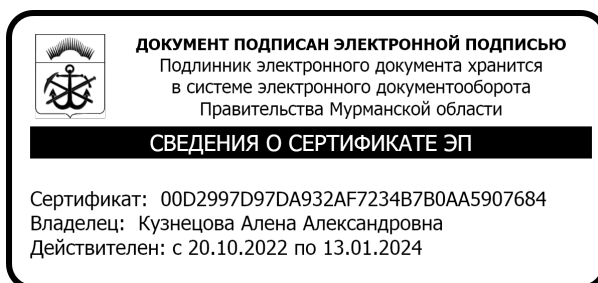 ДОКУМЕНТ ПОДПИСАН ЭЛЕКТРОННОЙ ПОДПИСЬЮ
Подлинник электронного документа хранится
в системе электронного документооборота
Правительства Мурманской области
СВЕДЕНИЯ О СЕРТИФИКАТЕ ЭП
Сертификат: 00D2997D97DA932AF7234B7B0AA5907684
Владелец: Кузнецова Алена Александровна
Действителен: с 20.10.2022 по 13.01.2024